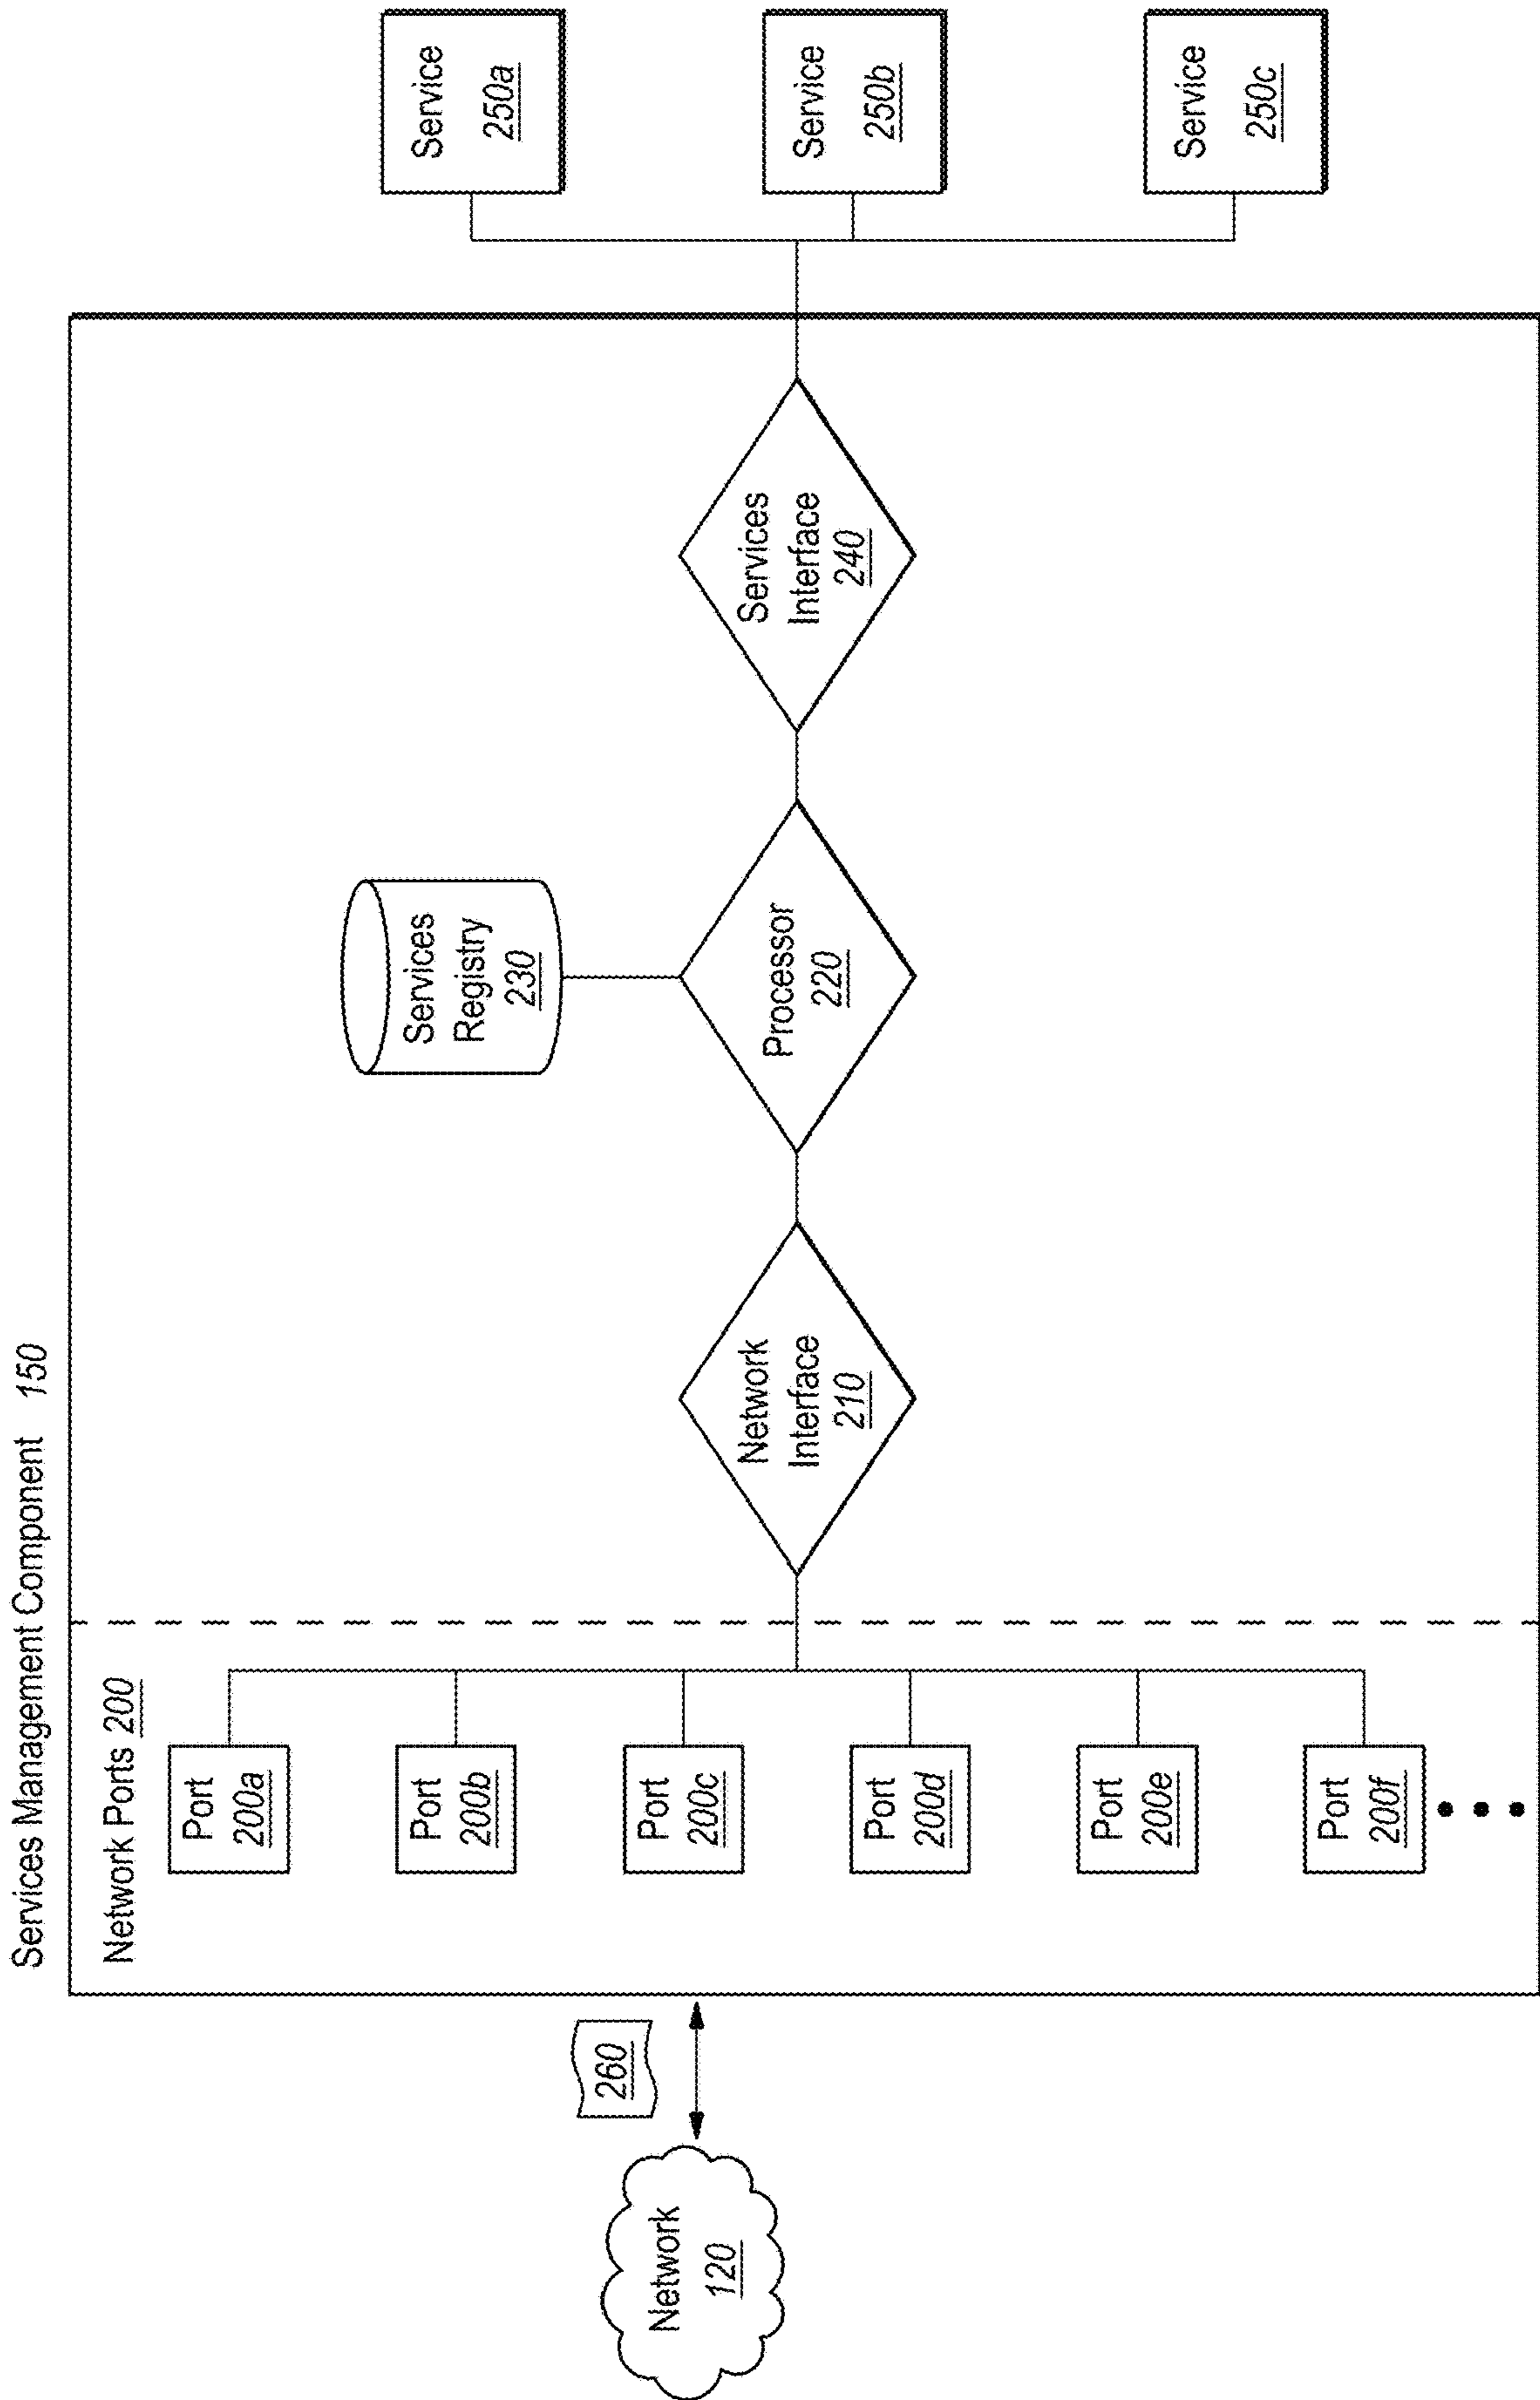 Services Management Component 150
Network Ports 200
Port
200a
Port
200b
Port
200c
Port
200d
Port
200e
Port
200f
Network
120
260
Network
Interface
210
Processor
220
Services
Registry
230
Services
Interface
240
Service
250a
Service
250b
Service
250c